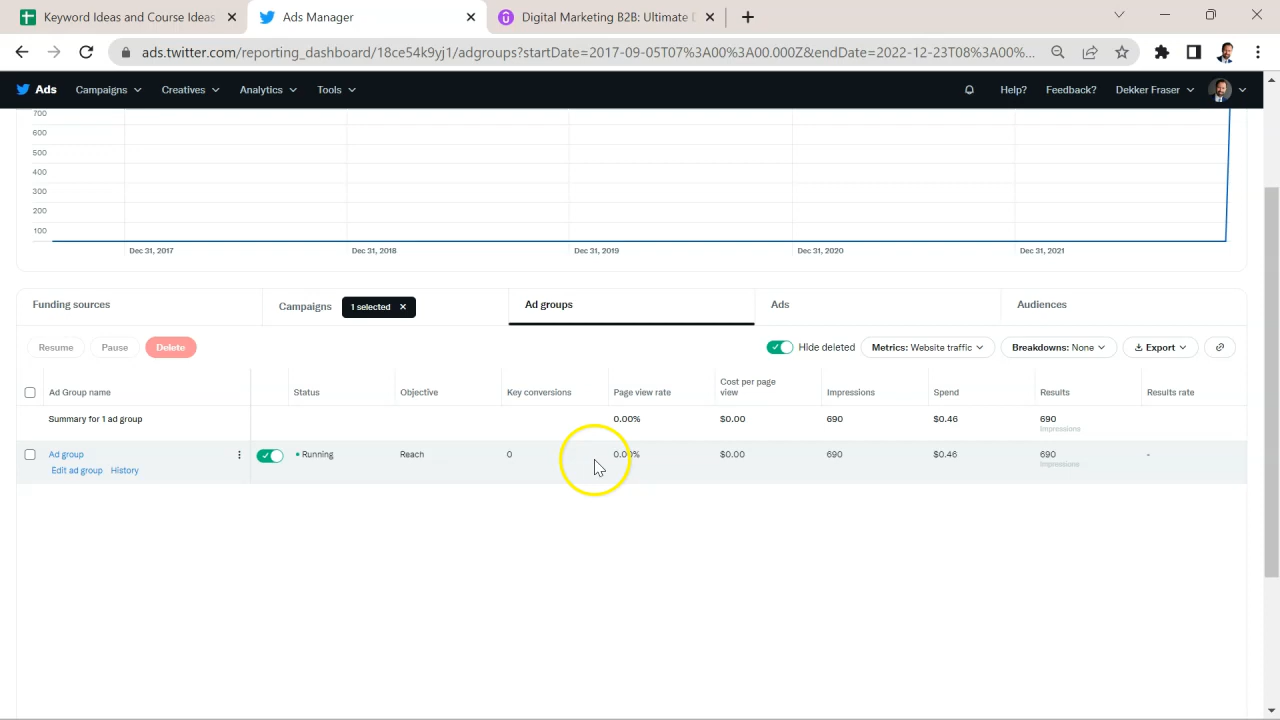 Keyword Ideas and Course Ideas
Ads Manager
Digital Marketing B2B: Ultimate
ads.twitter.com/reporting_dashboard/18ce54k9yj1/adgroups?startDate=2017-09-05T07%3A00%3A00.000Z&endDate=2022-12-23T08%3A00%...
Ads
Campaigns
Creatives
Analytics
Tools
Help?
Feedback?
Dekker Fraser
700
600
500
400
300
200
100
Dec 31, 2017
Dec 31, 2018
Dec 31, 2019
Dec 31, 2020
Dec 31, 2021
Funding sources
Campaigns
1 selected
Ad groups
Ads
Audiences
Resume
Pause
Delete
Hide deleted
Metrics: Website traffic
Breakdowns: None
Export
Ad Group name
Status
Objective
Key conversions
Page view rate
Cost per page
view
Impressions
Spend
Results
Results rate
Summary for 1 ad group
0.00%
$0.00
690
$0.46
690
Impressions
Ad group
Running
Reach
0
0.00%
$0.00
690
$0.46
690
-
Impressions
Edit ad group
History